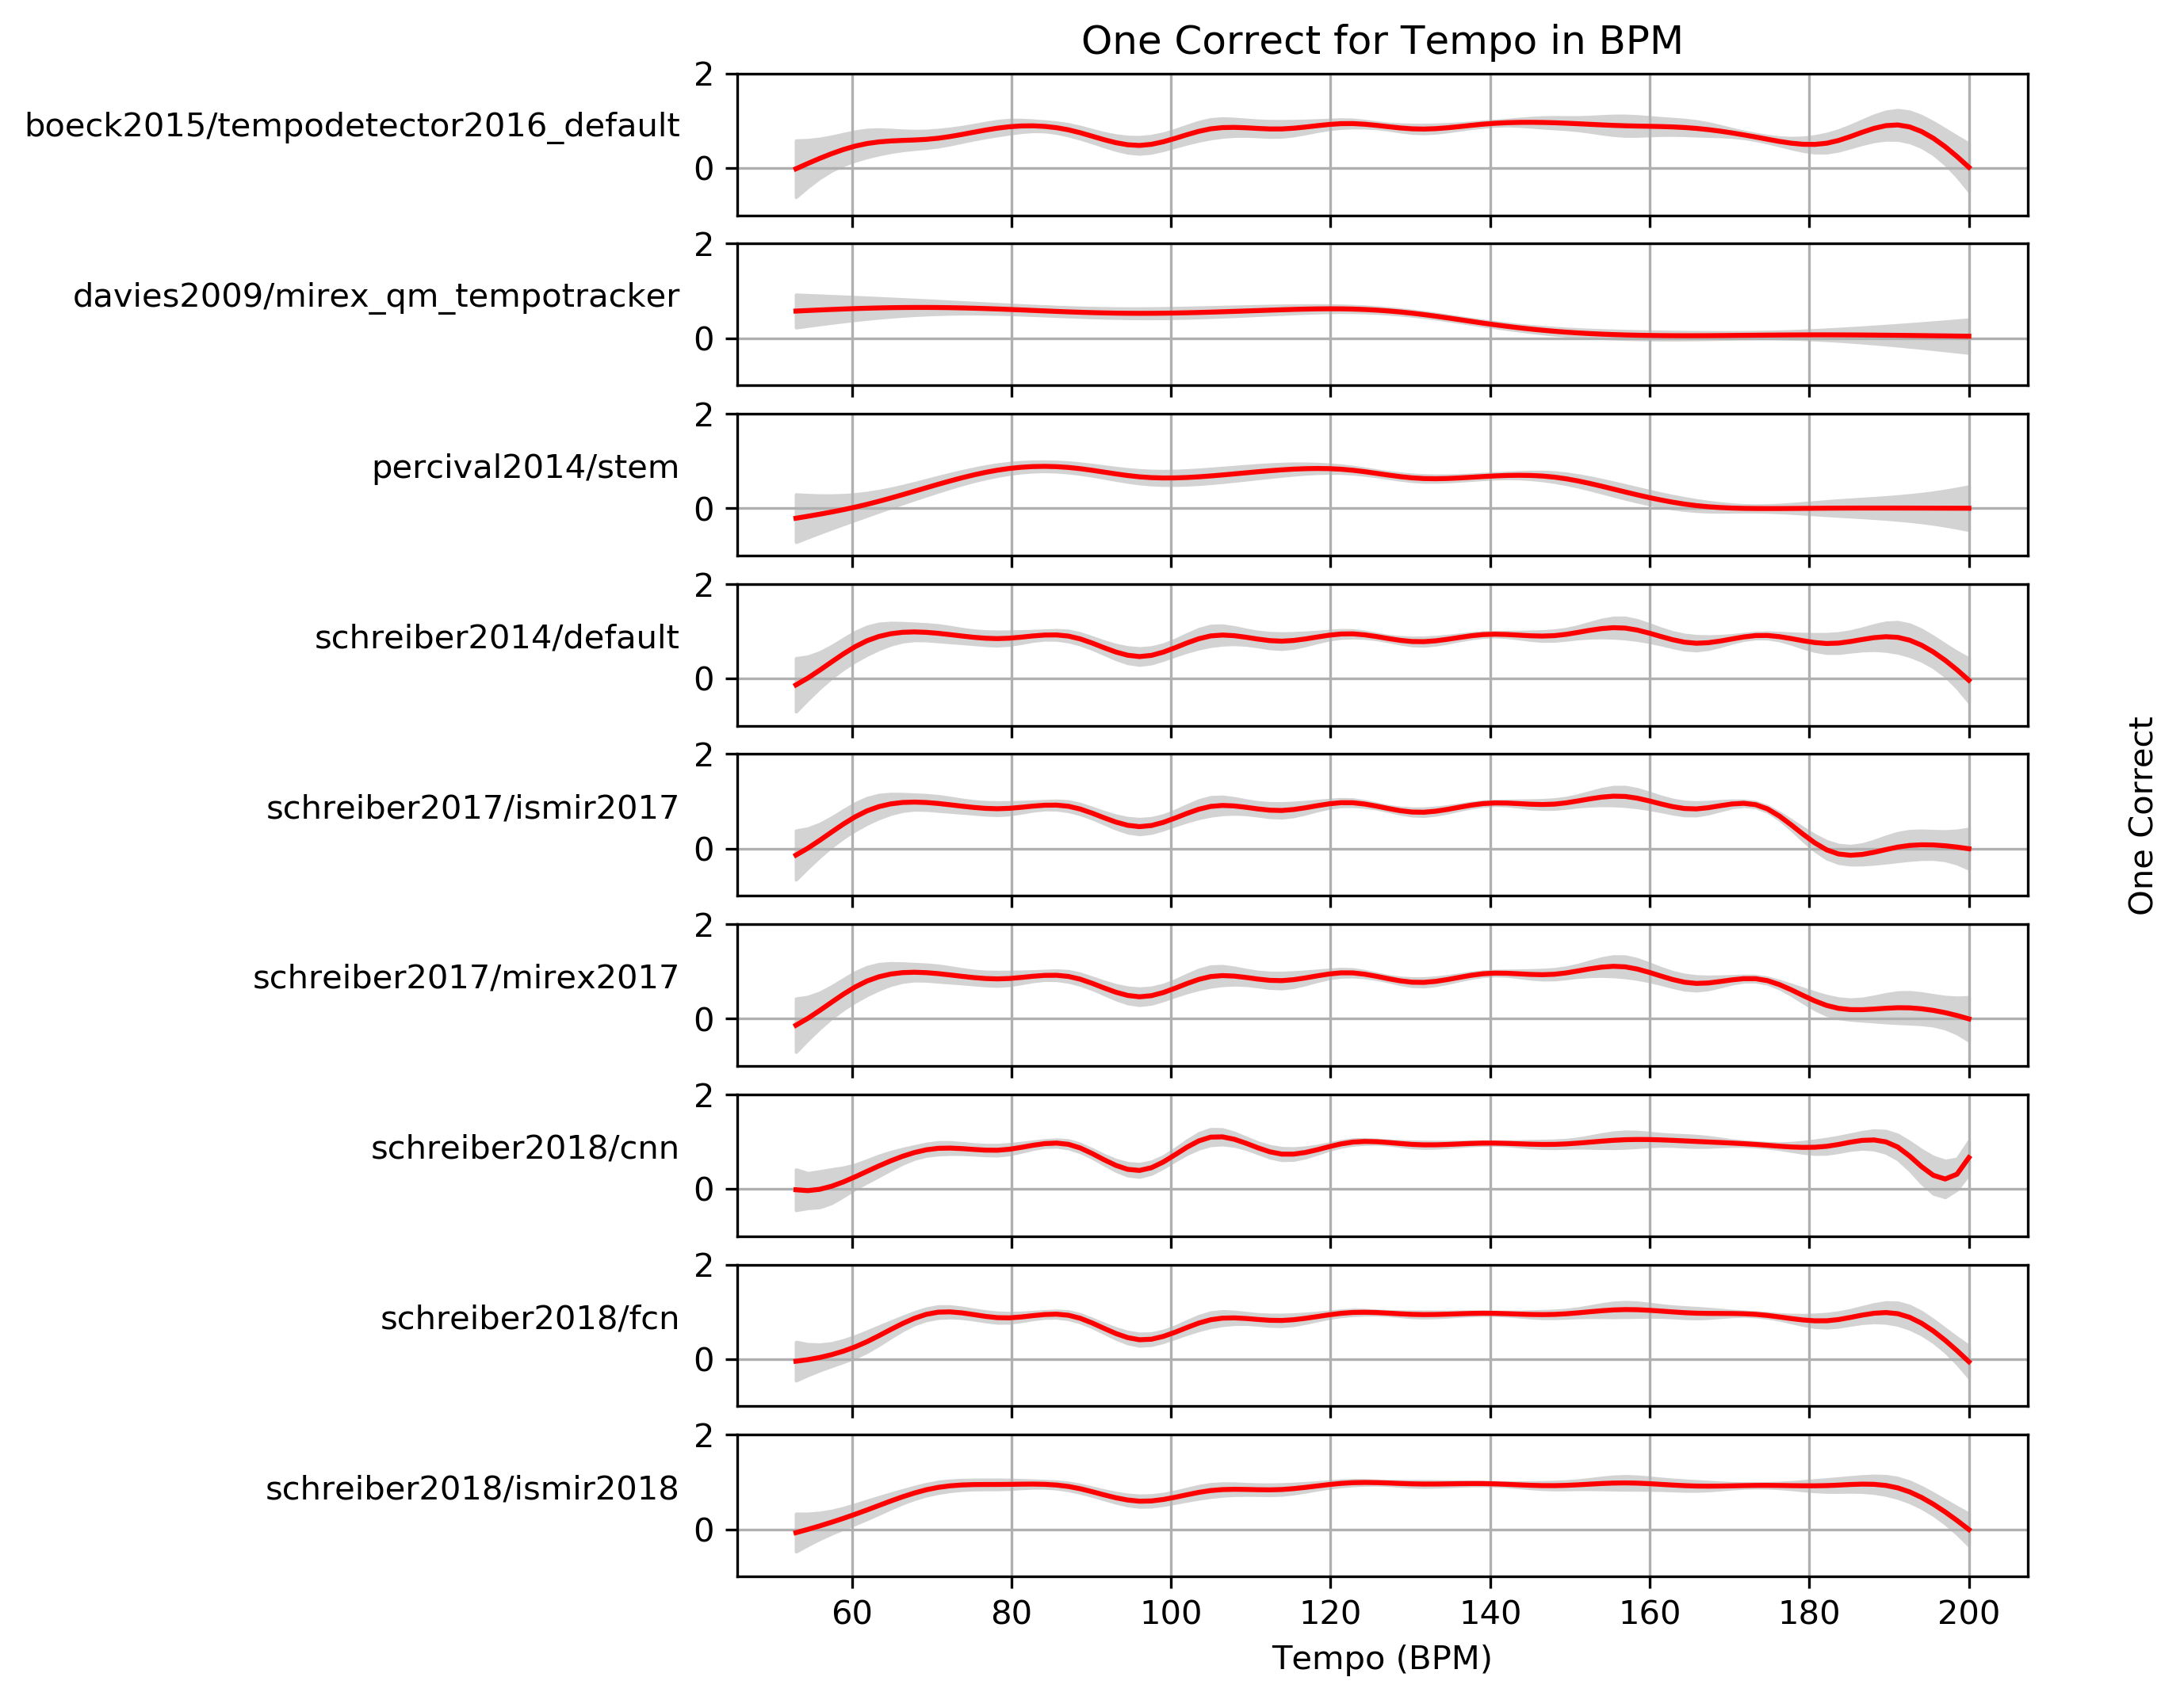 One Correct for Tempo in BPM
2
boeck2015/tempodetector2016_default
0
2
davies2009/mirex_qm_tempotracker
0
2
percival2014/stem
0
2
schreiber2014/default
0
2
schreiber2017/ismir2017
0
One Correct
2
schreiber2017/mirex2017
0
2
schreiber2018/cnn
0
2
schreiber2018/fcn
0
2
schreiber2018/ismir2018
0
60 80 100 120 140 160 180 200
Tempo (BPM)